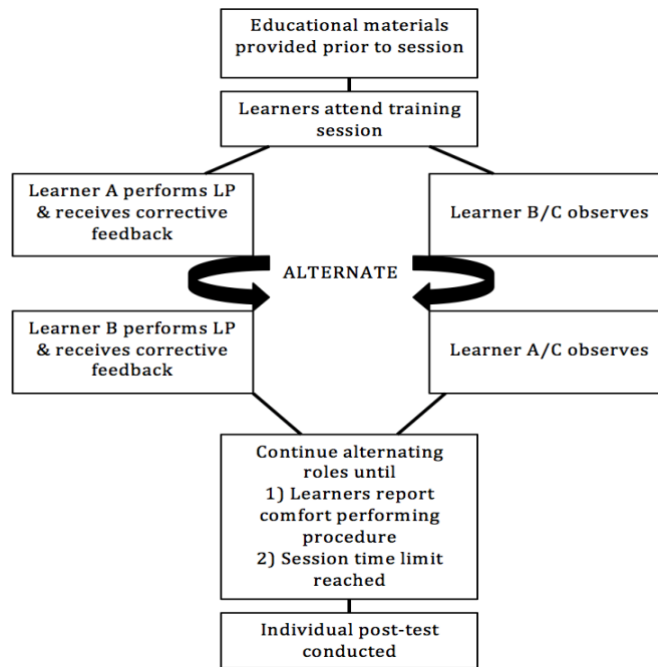 Educational materials
provided prior to session
Learners attend training
session
Learner A performs LP
& receives corrective
feedback
Learner B/C observes
ALTERNATE
Learner B performs LP
& receives corrective
feedback
Learner A/C observes
Continue alternating
roles until
1) Learners report
comfort performing
procedure
2) Session time limit
reached
Individual post-test
conducted